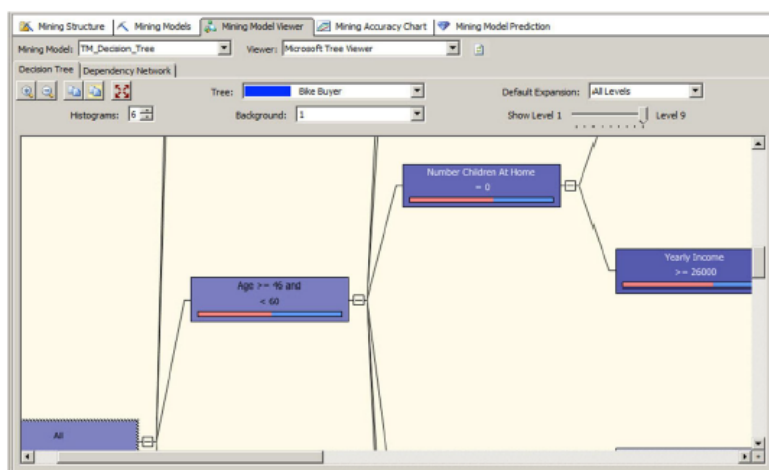 Mining Structure Mining Models Mining Model Viewer Mining Accuracy Chart Mining Model Prediction
Mining Model: TM_Decision_Tree Viewer: Microsoft Tree Viewer
Decision Tree Dependency Network
Tree: Bike Buyer Default Expansion: All Levels
Histograms: 6 Background: 1 Show Level 1 Level 9
Number Children At Home
= 0
Yearly Income
>= 26000
Age >= 46 and
< 60
All